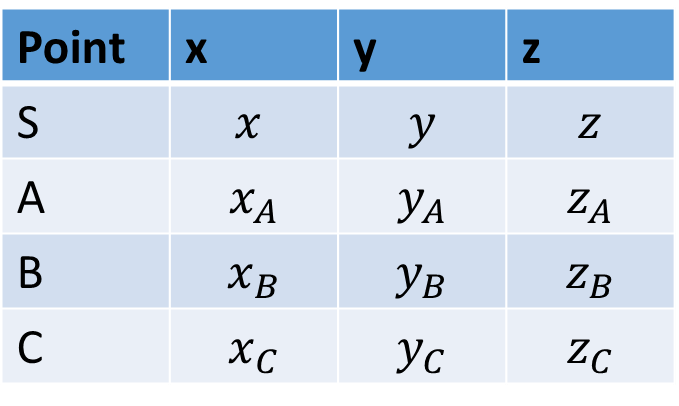 Point x y z
S x y z
A x_A y_A z_A
B x_B y_B z_B
C x_C y_C z_C